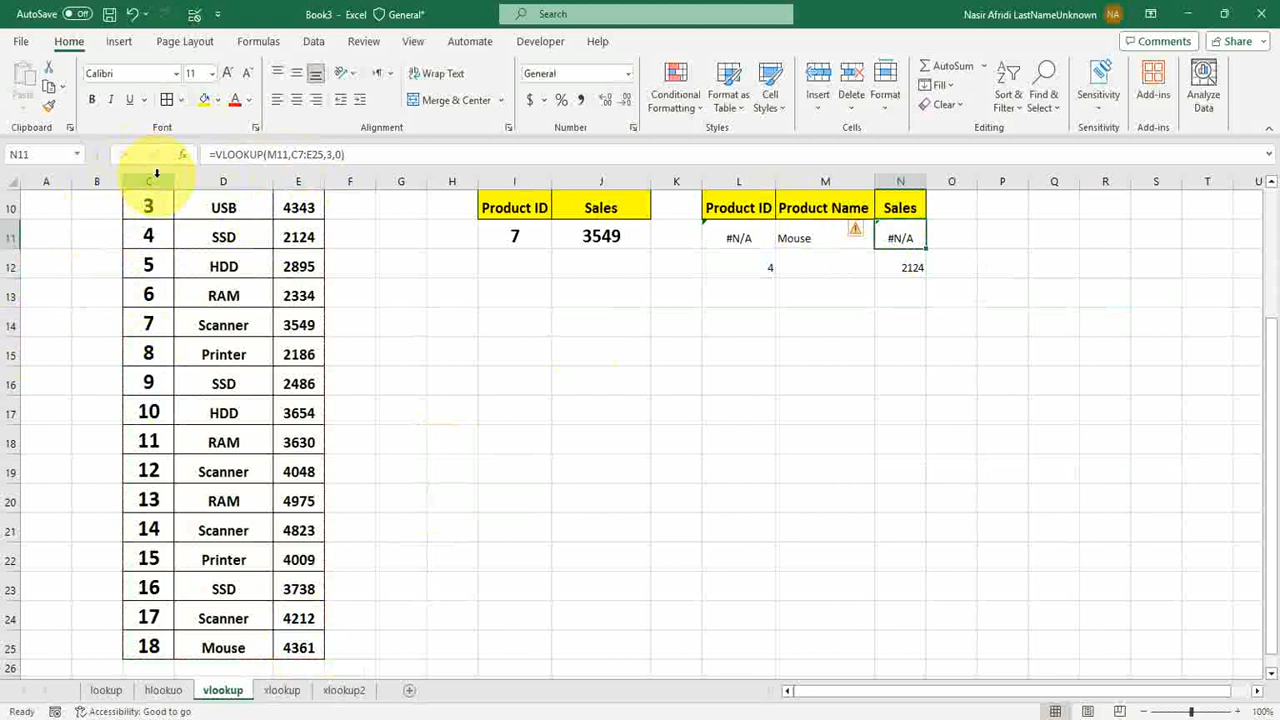 AutoSave Off Book3 - Excel General* Search Nasir Afridi LastNameUnknown NA
File Home Insert Page Layout Formulas Data Review View Automate Developer Help Comments Share
Paste Calibri 11 Wrap Text General Conditional Formatting Format as Table Cell Styles Insert Delete Format AutoSum Fill Clear Sort & Filter Find & Select Sensitivity Add-ins Analyze Data
B I U A Merge & Center $ % 9
Clipboard Font Alignment Number Styles Cells Editing Sensitivity Add-ins
N11 fx =VLOOKUP(M11,C7:E25,3,0)
A B C D E F G H I J K L M N O P Q R S T U
10 3 USB 4343 Product ID Sales Product ID Product Name Sales
11 4 SSD 2124 7 3549 #N/A Mouse #N/A
12 5 HDD 2895 4 2124
13 6 RAM 2334
14 7 Scanner 3549
15 8 Printer 2186
16 9 SSD 2486
17 10 HDD 3654
18 11 RAM 3630
19 12 Scanner 4048
20 13 RAM 4975
21 14 Scanner 4823
22 15 Printer 4009
23 16 SSD 3738
24 17 Scanner 4212
25 18 Mouse 4361
26
lookup hlookuo vlookup xlookup xlookup2
Ready Accessibility: Good to go 100%